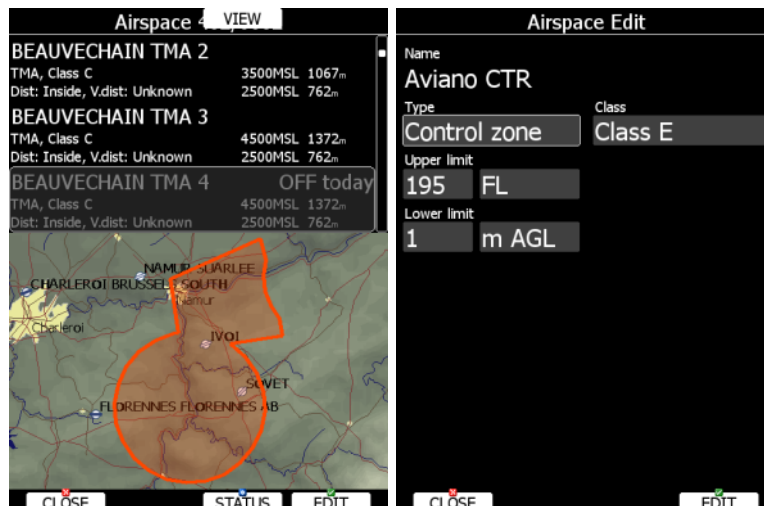 Airspace
VIEW
BEAUVECHAIN TMA 2
TMA, Class C 3500MSL 1067m
Dist: Inside, V.dist: Unknown 2500MSL 762m
BEAUVECHAIN TMA 3
TMA, Class C 4500MSL 1372m
Dist: Inside, V.dist: Unknown 2500MSL 762m
BEAUVECHAIN TMA 4 OFF today
TMA, Class C 4500MSL 1372m
Dist: Inside, V.dist: Unknown 2500MSL 762m
NAMUR SUARLEE
CHARLEROI BRUSSELS SOUTH
Namur
Charleroi
IVOI
SOVET
FLORENNES FLORENNES AB
CLOSE STATUS EDIT
Airspace Edit
Name
Aviano CTR
Type Class
Control zone Class E
Upper limit
195 FL
Lower limit
1 m AGL
CLOSE EDIT